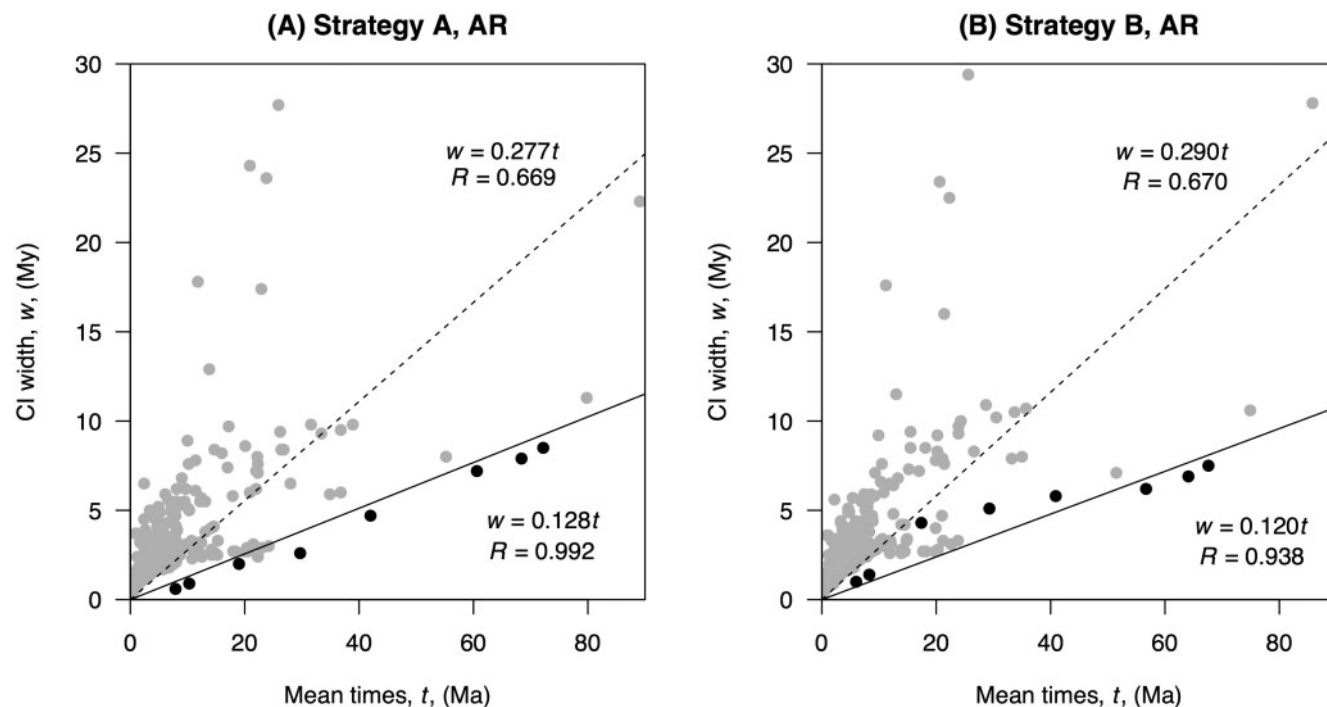 (A) Strategy A, AR
30
25
20
15
10
5
0
CI width, w, (My)
w = 0.277t
R = 0.669
w = 0.128t
R = 0.992
0 20 40 60 80
Mean times, t, (Ma)
(B) Strategy B, AR
30
25
20
15
10
5
0
CI width, w, (My)
w = 0.290t
R = 0.670
w = 0.120t
R = 0.938
0 20 40 60 80
Mean times, t, (Ma)